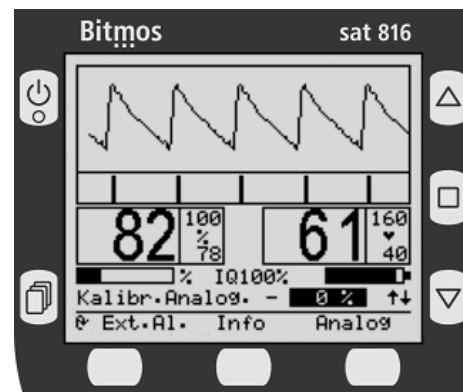 Bitmos sat 816
82 100 % 78 61 160 ♥ 40
% IQ100%
Kalibr.Analog. - 0 % ↑↓
Ext.Al. Info Analog